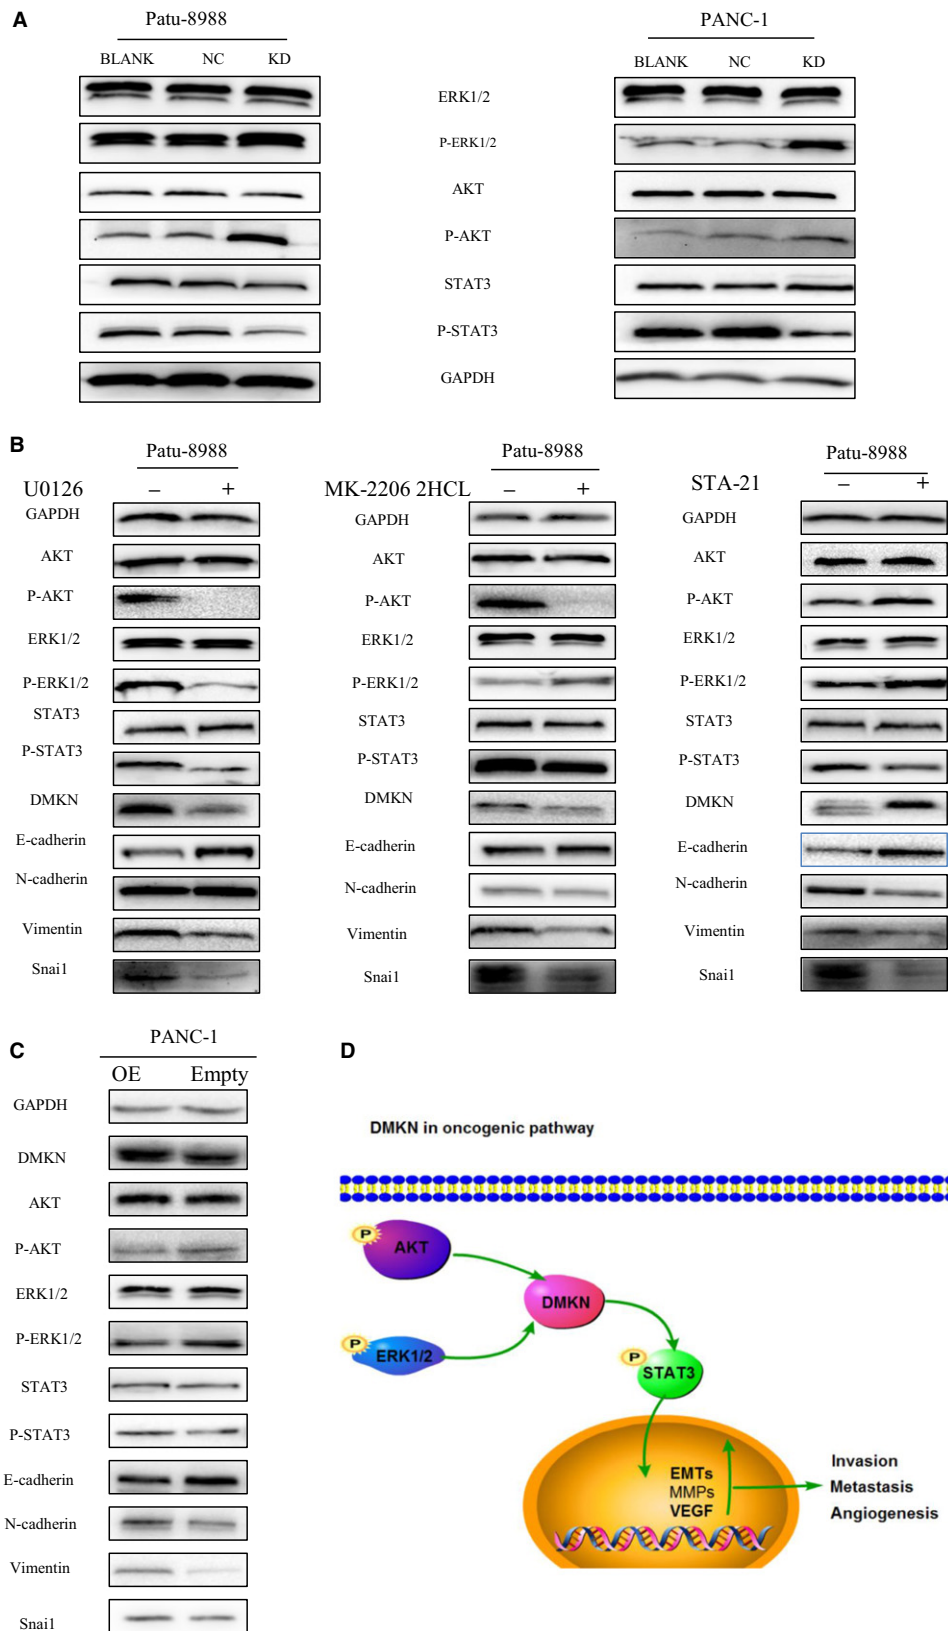 A
Patu-8988
PANC-1
BLANK NC KD
BLANK NC KD
ERK1/2
P-ERK1/2
AKT
P-AKT
STAT3
P-STAT3
GAPDH
B
Patu-8988
U0126 – +
GAPDH
AKT
P-AKT
ERK1/2
P-ERK1/2
STAT3
P-STAT3
DMKN
E-cadherin
N-cadherin
Vimentin
Snai1
Patu-8988
MK-2206 2HCL – +
GAPDH
AKT
P-AKT
ERK1/2
P-ERK1/2
STAT3
P-STAT3
DMKN
E-cadherin
N-cadherin
Vimentin
Snai1
Patu-8988
STA-21 – +
GAPDH
AKT
P-AKT
ERK1/2
P-ERK1/2
STAT3
P-STAT3
DMKN
E-cadherin
N-cadherin
Vimentin
Snai1
C
PANC-1
OE Empty
GAPDH
DMKN
AKT
P-AKT
ERK1/2
P-ERK1/2
STAT3
P-STAT3
E-cadherin
N-cadherin
Vimentin
Snai1
D
DMKN in oncogenic pathway
P
AKT
DMKN
P
ERK1/2
P
STAT3
EMTs
MMPs
VEGF
Invasion
Metastasis
Angiogenesis